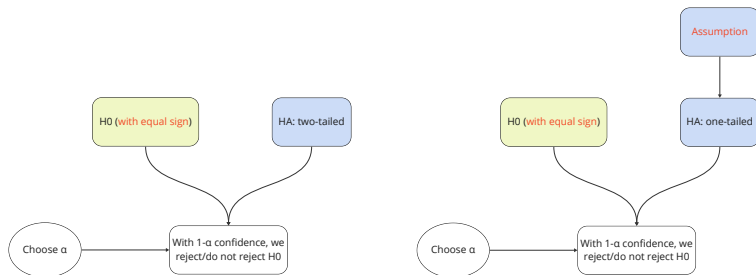 H0 (with equal sign)
HA: two-tailed
Choose α
With 1-α confidence, we
reject/do not reject H0
Assumption
H0 (with equal sign)
HA: one-tailed
Choose α
With 1-α confidence, we
reject/do not reject H0